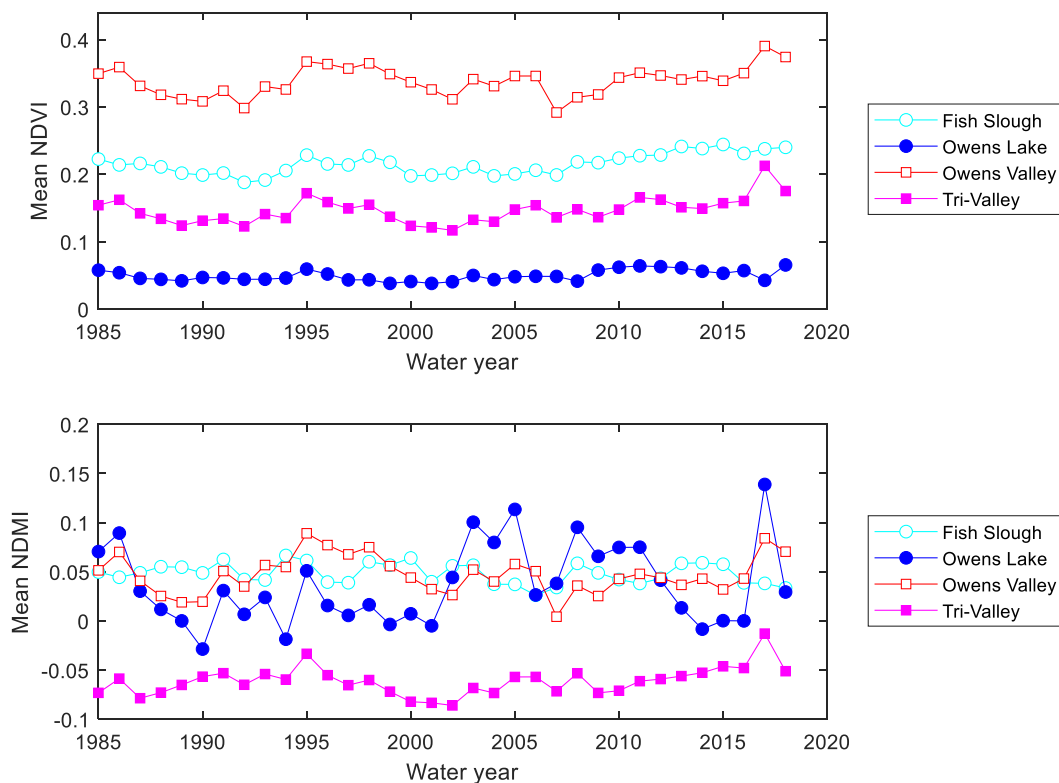 Mean NDVI
0.4
0.3
0.2
0.1
0
1985 1990 1995 2000 2005 2010 2015 2020
Water year
Fish Slough
Owens Lake
Owens Valley
Tri-Valley
Mean NDMI
0.2
0.15
0.1
0.05
0
-0.05
-0.1
1985 1990 1995 2000 2005 2010 2015 2020
Water year
Fish Slough
Owens Lake
Owens Valley
Tri-Valley